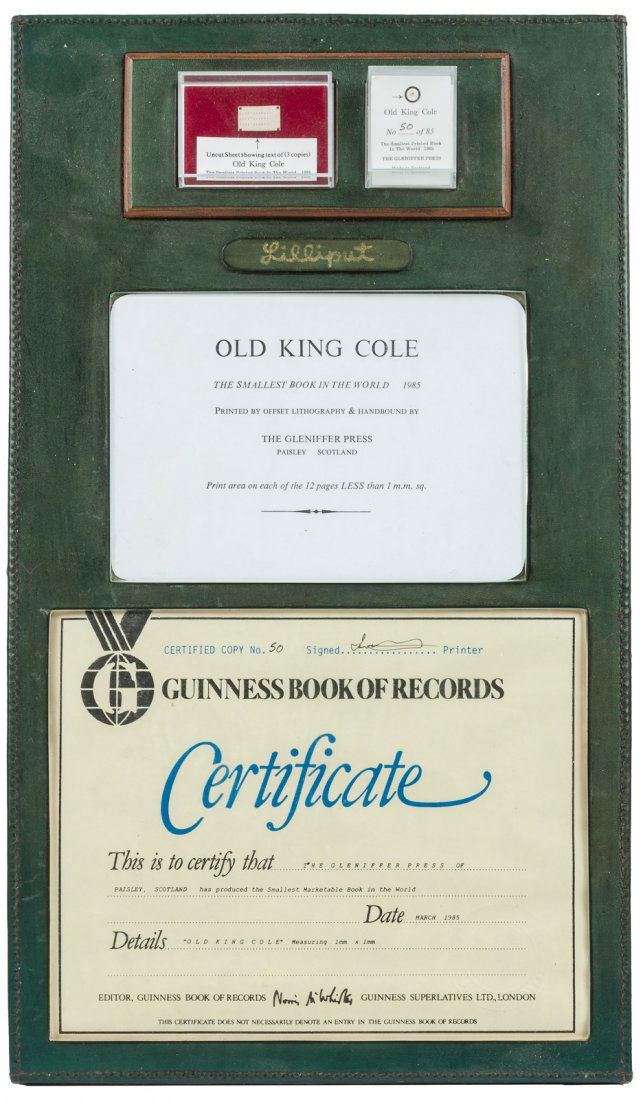 Uncut Sheet showing text of (3 copies)
Old King Cole
The Smallest Printed Book In The World 1985
Old King Cole
No 50 of 85
The Smallest Printed Book
In The World 1985
THE GLENIFFER PRESS
Made in Scotland
Lilliput
OLD KING COLE
THE SMALLEST BOOK IN THE WORLD 1985
PRINTED BY OFFSET LITHOGRAPHY & HANDBOUND BY
THE GLENIFFER PRESS
PAISLEY SCOTLAND
Print area on each of the 12 pages LESS than 1 m.m. sq.
CERTIFIED COPY No. 50 Signed................. Printer
GUINNESS BOOK OF RECORDS
Certificate
This is to certify that THE GLENIFFER PRESS OF
PAISLEY, SCOTLAND has produced the Smallest Marketable Book in the World
Date MARCH 1985
Details "OLD KING COLE" Measuring 1mm x 1mm
EDITOR, GUINNESS BOOK OF RECORDS GUINNESS SUPERLATIVES LTD., LONDON
THIS CERTIFICATE DOES NOT NECESSARILY DENOTE AN ENTRY IN THE GUINNESS BOOK OF RECORDS